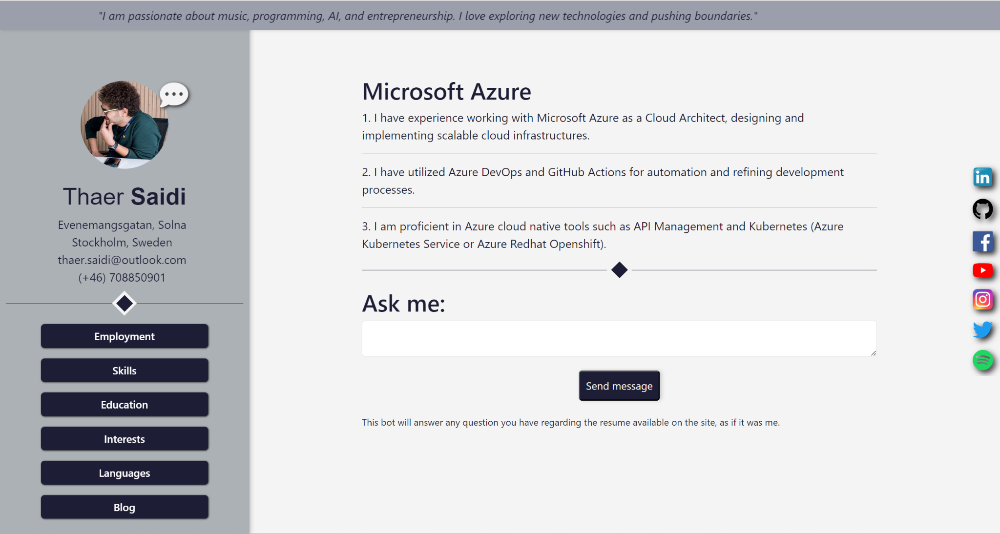 "I am passionate about music, programming, AI, and entrepreneurship. I love exploring new technologies and pushing boundaries."
Thaer Saidi
Evenemangsgatan, Solna
Stockholm, Sweden
thaer.saidi@outlook.com
(+46) 708850901
Employment
Skills
Education
Interests
Languages
Blog
Microsoft Azure
1. I have experience working with Microsoft Azure as a Cloud Architect, designing and
implementing scalable cloud infrastructures.
2. I have utilized Azure DevOps and GitHub Actions for automation and refining development
processes.
3. I am proficient in Azure cloud native tools such as API Management and Kubernetes (Azure
Kubernetes Service or Azure Redhat Openshift).
Ask me:
Send message
This bot will answer any question you have regarding the resume available on the site, as if it was me.
in